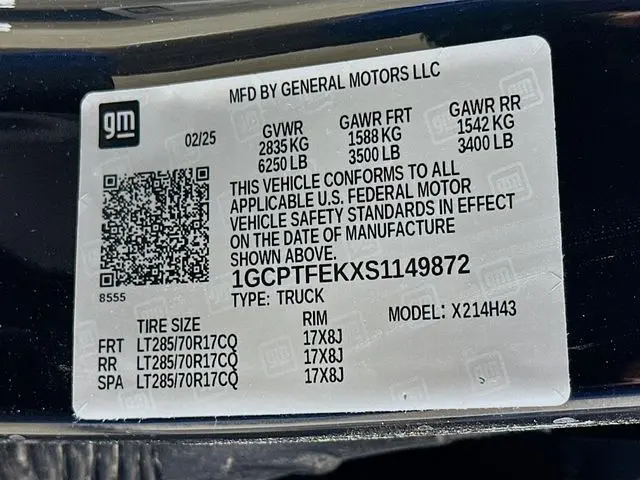 MFD BY GENERAL MOTORS LLC
gm
02/25
GVWR
2835 KG
6250 LB
GAWR FRT
1588 KG
3500 LB
GAWR RR
1542 KG
3400 LB
THIS VEHICLE CONFORMS TO ALL
APPLICABLE U.S. FEDERAL MOTOR
VEHICLE SAFETY STANDARDS IN EFFECT
ON THE DATE OF MANUFACTURE
SHOWN ABOVE.
8555
1GCPTFEKXS1149872
TYPE: TRUCK
MODEL: X214H43
TIRE SIZE RIM
FRT LT285/70R17CQ 17X8J
RR LT285/70R17CQ 17X8J
SPA LT285/70R17CQ 17X8J